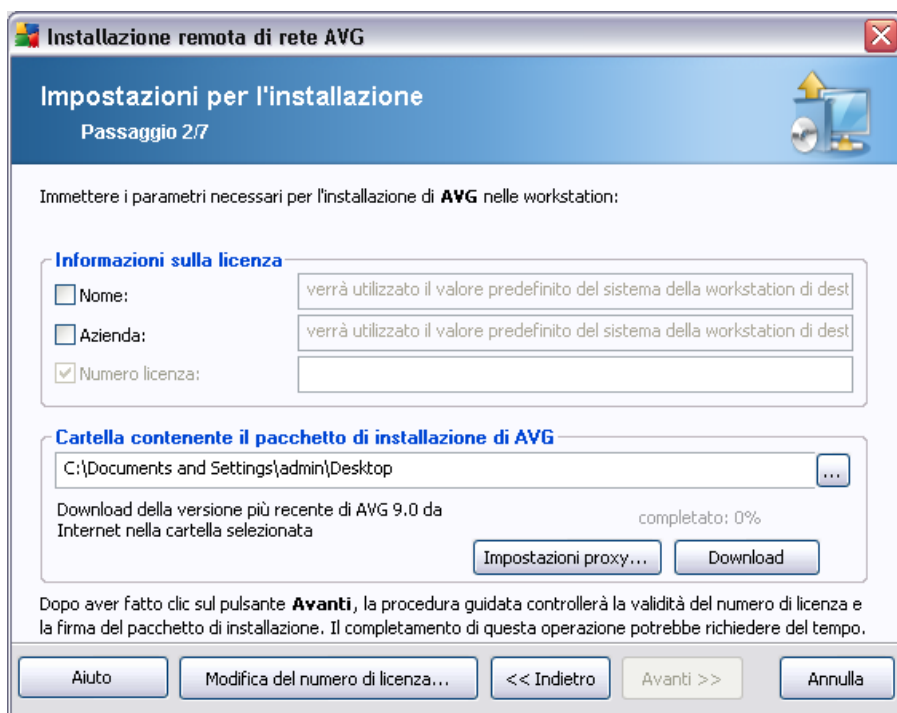 Installazione remota di rete AVG
Impostazioni per l'installazione
Passaggio 2/7
Immettere i parametri necessari per l'installazione di AVG nelle workstation:
Informazioni sulla licenza
Nome:
verrà utilizzato il valore predefinito del sistema della workstation di dest
Azienda:
verrà utilizzato il valore predefinito del sistema della workstation di dest
Numero licenza:
Cartella contenente il pacchetto di installazione di AVG
C:\Documents and Settings\admin\Desktop
...
Download della versione più recente di AVG 9.0 da
Internet nella cartella selezionata
completato: 0%
Impostazioni proxy...
Download
Dopo aver fatto clic sul pulsante Avanti, la procedura guidata controllerà la validità del numero di licenza e
la firma del pacchetto di installazione. Il completamento di questa operazione potrebbe richiedere del tempo.
Aiuto
Modifica del numero di licenza...
<< Indietro
Avanti >>
Annulla